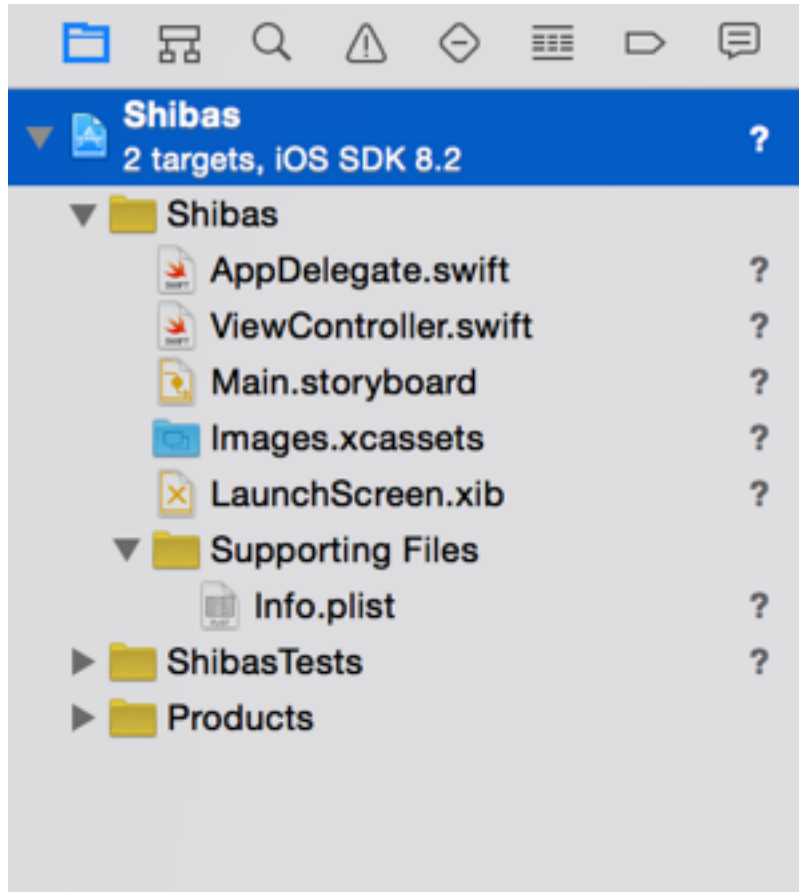 Shibas
2 targets, iOS SDK 8.2 ?
Shibas
AppDelegate.swift ?
ViewController.swift ?
Main.storyboard ?
Images.xcassets ?
LaunchScreen.xib ?
Supporting Files
Info.plist ?
ShibasTests ?
Products